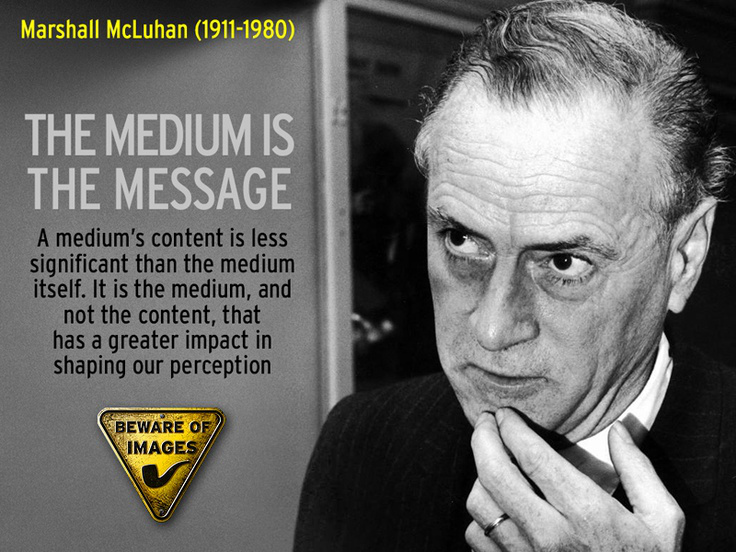 Marshall McLuhan (1911-1980)
THE MEDIUM IS
THE MESSAGE
A medium's content is less
significant than the medium
itself. It is the medium, and
not the content, that
has a greater impact in
shaping our perception
BEWARE OF
IMAGES